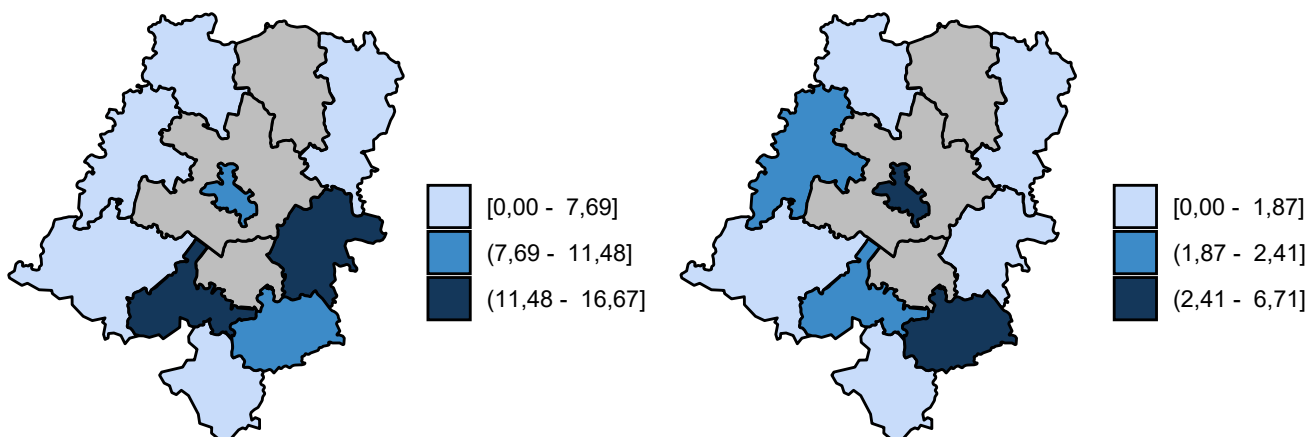 [0,00 - 7,69]
(7,69 - 11,48]
(11,48 - 16,67]
[0,00 - 1,87]
(1,87 - 2,41]
(2,41 - 6,71]